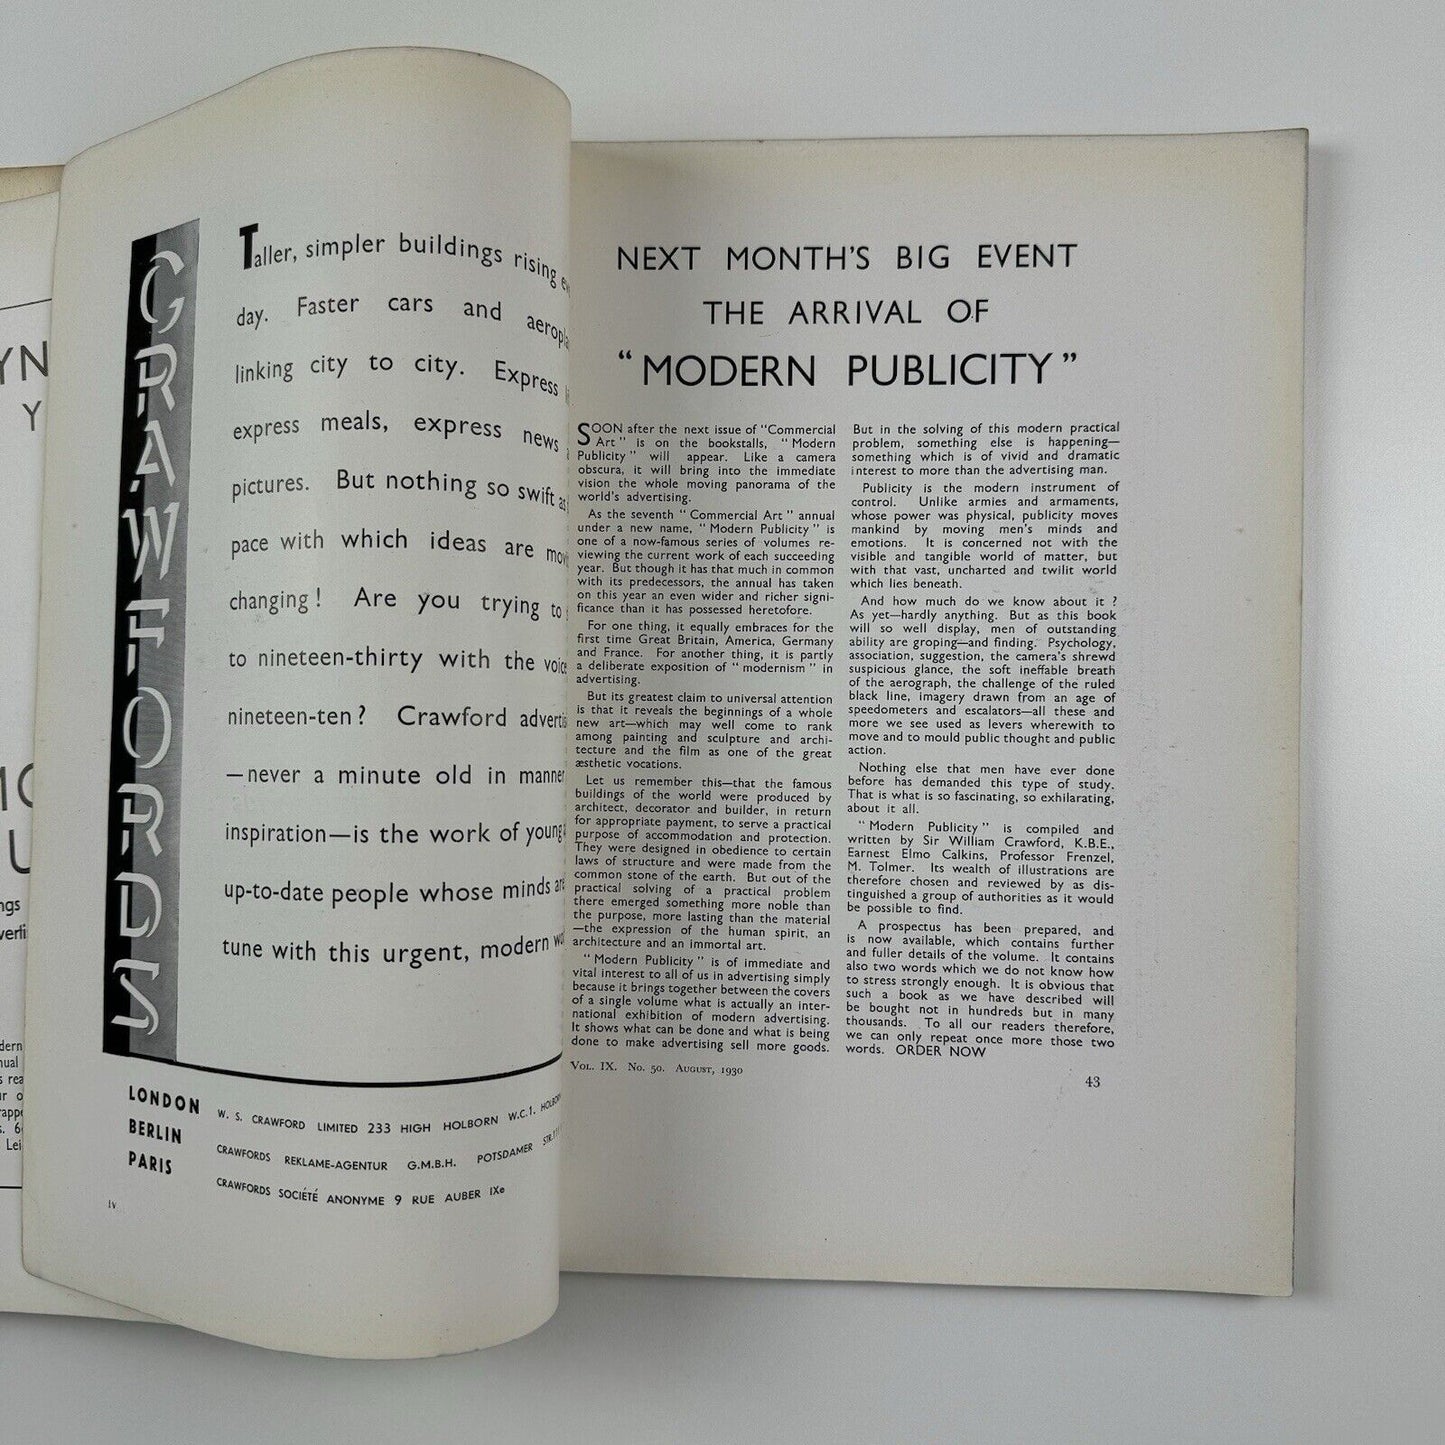 YN
Y
MO
U
ngs
verti
dern
nual
s rea
r o
rapp
s. 6
Lei
CRAWFORDS
Taller, simpler buildings rising
day. Faster cars and
linking city to city. Express
express meals, express news
pictures. But nothing so swift as
pace with which ideas are
changing! Are you trying to
to nineteen-thirty with the
nineteen-ten? Crawford
—never a minute old in manner
inspiration—is the work of young
up-to-date people whose minds
tune with this urgent, modern
LONDON
BERLIN
PARIS
W. S. CRAWFORD LIMITED 233 HIGH HOLBORN W.C.1.
CRAWFORDS REKLAME-AGENTUR G.M.B.H. POTSDAMER
CRAWFORDS SOCIÉTÉ ANONYME 9 RUE AUBER IXe
iv
NEXT MONTH'S BIG EVENT
THE ARRIVAL OF
"MODERN PUBLICITY"
SOON after the next issue of "Commercial
Art" is on the bookstalls, "Modern
Publicity" will appear. Like a camera
obscura, it will bring into the immediate
vision the whole moving panorama of the
world's advertising.
As the seventh "Commercial Art" annual
under a new name, "Modern Publicity" is
one of a now-famous series of volumes re-
viewing the current work of each succeeding
year. But though it has that much in common
with its predecessors, the annual has taken
on this year an even wider and richer signi-
ficance than it has possessed heretofore.
For one thing, it equally embraces for the
first time Great Britain, America, Germany
and France. For another thing, it is partly
a deliberate exposition of "modernism" in
advertising.
But its greatest claim to universal attention
is that it reveals the beginnings of a whole
new art—which may well come to rank
among painting and sculpture and archi-
tecture and the film as one of the great
æsthetic vocations.
Let us remember this—that the famous
buildings of the world were produced by
architect, decorator and builder, in return
for appropriate payment, to serve a practical
purpose of accommodation and protection.
They were designed in obedience to certain
laws of structure and were made from the
common stone of the earth. But out of the
practical solving of a practical problem
there emerged something more noble than
the purpose, more lasting than the material
—the expression of the human spirit, an
architecture and an immortal art.
"Modern Publicity" is of immediate and
vital interest to all of us in advertising simply
because it brings together between the covers
of a single volume what is actually an inter-
national exhibition of modern advertising.
It shows what can be done and what is being
done to make advertising sell more goods.
But in the solving of this modern practical
problem, something else is happening—
something which is of vivid and dramatic
interest to more than the advertising man.
Publicity is the modern instrument of
control. Unlike armies and armaments,
whose power was physical, publicity moves
mankind by moving men's minds and
emotions. It is concerned not with the
visible and tangible world of matter, but
with that vast, uncharted and twilit world
which lies beneath.
And how much do we know about it?
As yet—hardly anything. But as this book
will so well display, men of outstanding
ability are groping—and finding. Psychology,
association, suggestion, the camera's shrewd
suspicious glance, the soft ineffable breath
of the aerograph, the challenge of the ruled
black line, imagery drawn from an age of
speedometers and escalators—all these and
more we see used as levers wherewith to
move and to mould public thought and public
action.
Nothing else that men have ever done
before has demanded this type of study.
That is what is so fascinating, so exhilarating,
about it all.
"Modern Publicity" is compiled and
written by Sir William Crawford, K.B.E.,
Earnest Elmo Calkins, Professor Frenzel,
M. Tolmer. Its wealth of illustrations are
therefore chosen and reviewed by as dis-
tinguished a group of authorities as it would
be possible to find.
A prospectus has been prepared, and
is now available, which contains further
and fuller details of the volume. It contains
also two words which we do not know how
to stress strongly enough. It is obvious that
such a book as we have described will
be bought not in hundreds but in many
thousands. To all our readers therefore,
we can only repeat once more those two
words. ORDER NOW
VOL. IX. No. 50. AUGUST, 1930
43